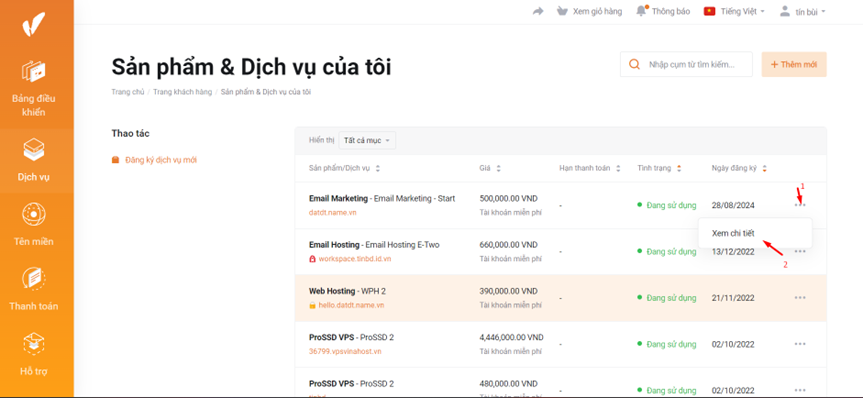 Xem giỏ hàng
Thông báo
Tiếng Việt
tín bùi
Sản phẩm & Dịch vụ của tôi
Nhập cụm từ tìm kiếm...
+ Thêm mới
Trang chủ / Trang khách hàng / Sản phẩm & Dịch vụ của tôi
Bảng điều
khiển
Dịch vụ
Tên miền
Thanh toán
Hỗ trợ
Thao tác
Đăng ký dịch vụ mới
Hiển thị Tất cả mục
Sản phẩm/Dịch vụ Giá Hạn thanh toán Tình trạng Ngày đăng ký
1
Email Marketing - Email Marketing - Start 500,000.00 VND - Đang sử dụng 28/08/2024 ...
datdt.name.vn Tài khoản miễn phí
Xem chi tiết
2
Email Hosting - Email Hosting E-Two 660,000.00 VND - Đang sử dụng 13/12/2022 ...
workspace.tinbd.id.vn Tài khoản miễn phí
Web Hosting - WPH 2 390,000.00 VND - Đang sử dụng 21/11/2022 ...
hello.datdt.name.vn Tài khoản miễn phí
ProSSD VPS - ProSSD 2 4,446,000.00 VND - Đang sử dụng 02/10/2022 ...
36799.vpsvinahost.vn Tài khoản miễn phí
ProSSD VPS - ProSSD 2 480,000.00 VND - Đang sử dụng 02/10/2022 ...